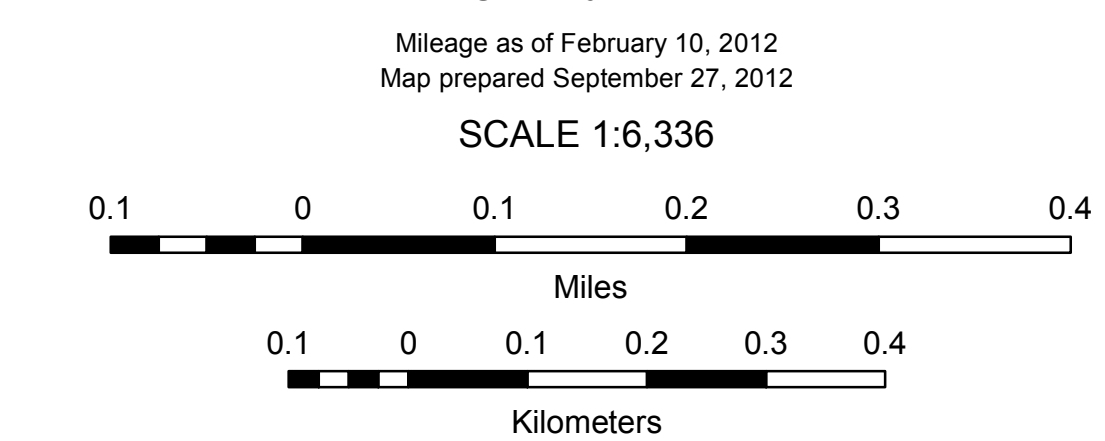 Mileage as of February 10, 2012
Map prepared September 27, 2012
SCALE 1:6,336
0.1 0 0.1 0.2 0.3 0.4
Miles
0.1 0 0.1 0.2 0.3 0.4
Kilometers